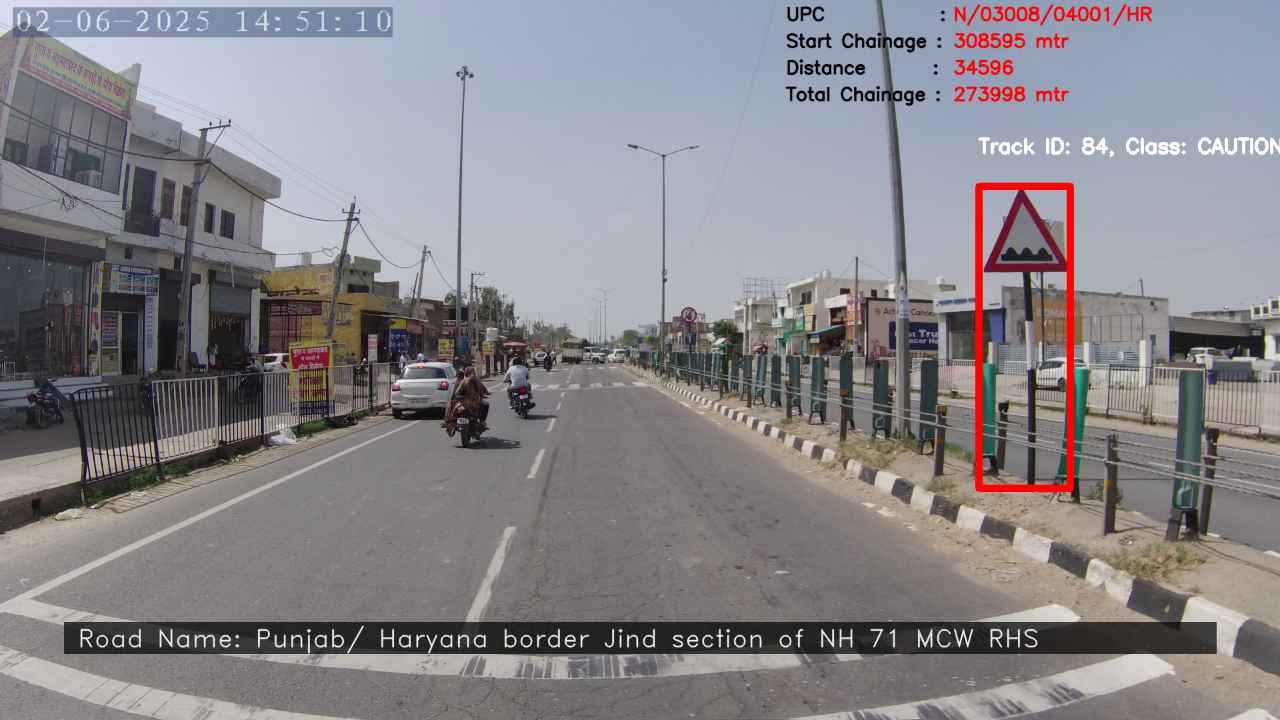 02-06-2025 14:51:10
UPC : N/03008/04001/HR
Start Chainage : 308595 mtr
Distance : 34596
Total Chainage : 273998 mtr
Track ID: 84, Class: CAUTION
Road Name: Punjab/ Haryana border Jind section of NH 71 MCW RHS